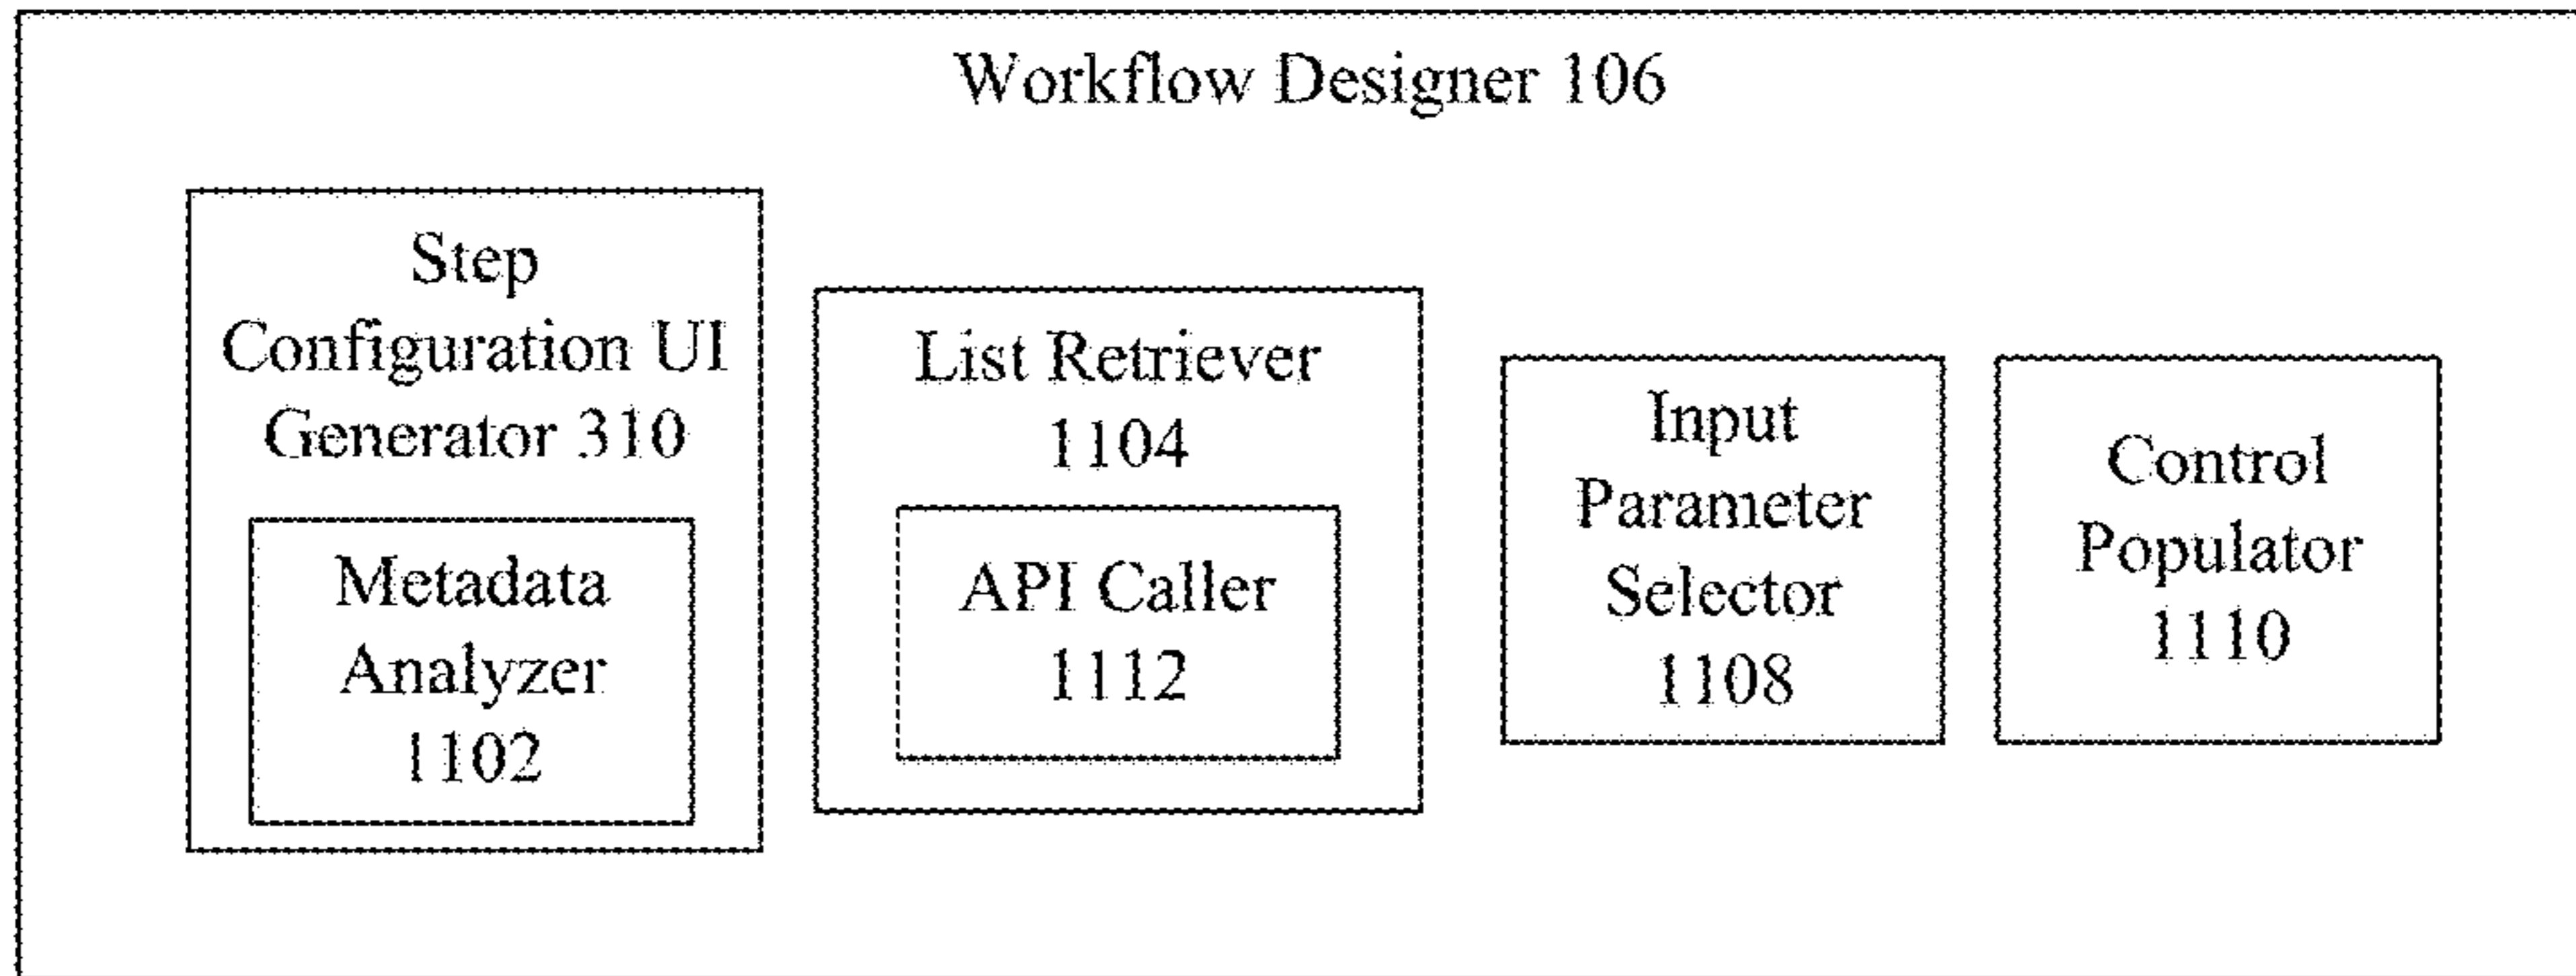 Workflow Designer 106
Step
Configuration UI
Generator 310
Metadata
Analyzer
1102
List Retriever
1104
API Caller
1112
Input
Parameter
Selector
1108
Control
Populator
1110